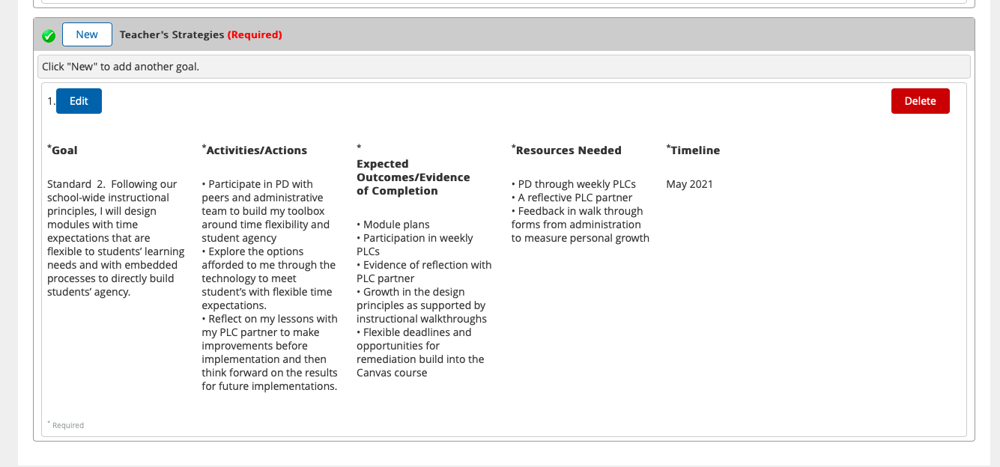 New Teacher's Strategies (Required)
Click "New" to add another goal.
1. Edit
Delete
*Goal
Standard 2. Following our
school-wide instructional
principles, I will design
modules with time
expectations that are
flexible to students’ learning
needs and with embedded
processes to directly build
students’ agency.
*Activities/Actions
• Participate in PD with
peers and administrative
team to build my toolbox
around time flexibility and
student agency
• Explore the options
afforded to me through the
technology to meet
student’s with flexible time
expectations.
• Reflect on my lessons with
my PLC partner to make
improvements before
implementation and then
think forward on the results
for future implementations.
*
Expected
Outcomes/Evidence
of Completion
• Module plans
• Participation in weekly
PLCs
• Evidence of reflection with
PLC partner
• Growth in the design
principles as supported by
instructional walkthroughs
• Flexible deadlines and
opportunities for
remediation build into the
Canvas course
*Resources Needed
• PD through weekly PLCs
• A reflective PLC partner
• Feedback in walk through
forms from administration
to measure personal growth
*Timeline
May 2021
* Required